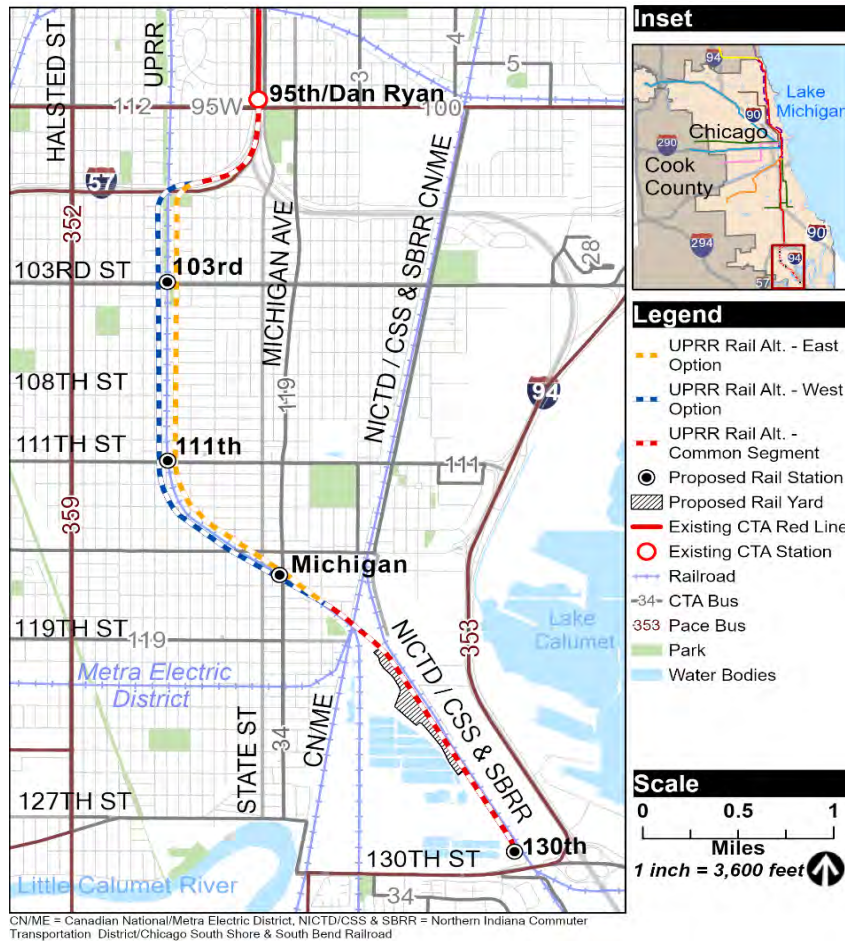 HALSTED ST
UPRR
4
5
3
95th/Dan Ryan
112
95W
100
57
352
MICHIGAN AVE
NICTD / CSS & SBRR CN/ME
28
103RD ST
103rd
108TH ST
119
94
111TH ST
111th
111
359
Michigan
119TH ST
119
353
Lake
Calumet
Metra Electric
District
STATE ST
34
CN/ME
NICTD / CSS & SBRR
127TH ST
130th
130TH ST
Little Calumet River
34
CN/ME = Canadian National/Metra Electric District, NICTD/CSS & SBRR = Northern Indiana Commuter
Transportation District/Chicago South Shore & South Bend Railroad
Inset
94
Lake
Michigan
90
Chicago
290
Cook
County
294
90
94
57
Legend
UPRR Rail Alt. - East
Option
UPRR Rail Alt. - West
Option
UPRR Rail Alt. -
Common Segment
Proposed Rail Station
Proposed Rail Yard
Existing CTA Red Line
Existing CTA Station
Railroad
34 CTA Bus
353 Pace Bus
Park
Water Bodies
Scale
0 0.5 1
Miles
1 inch = 3,600 feet